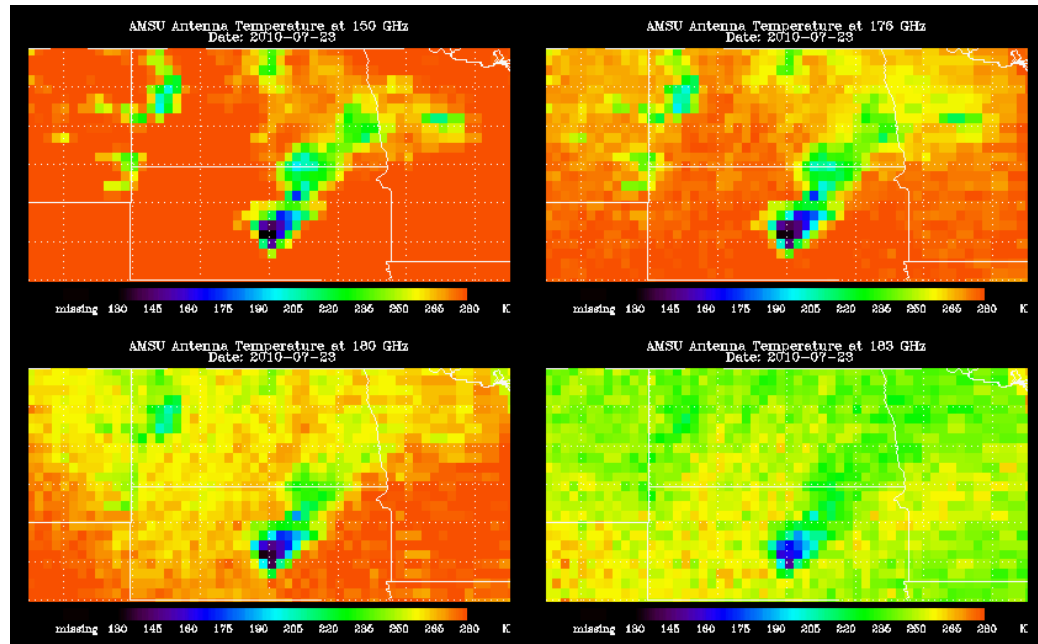 AMSU Antenna Temperature at 150 GHz
Date: 2010-07-23
missing 130 145 160 175 190 205 220 235 250 265 280 K
AMSU Antenna Temperature at 176 GHz
Date: 2010-07-23
missing 130 145 160 175 190 205 220 235 250 265 280 K
AMSU Antenna Temperature at 180 GHz
Date: 2010-07-23
missing 130 145 160 175 190 205 220 235 250 265 280 K
AMSU Antenna Temperature at 183 GHz
Date: 2010-07-23
missing 130 145 160 175 190 205 220 235 250 265 280 K